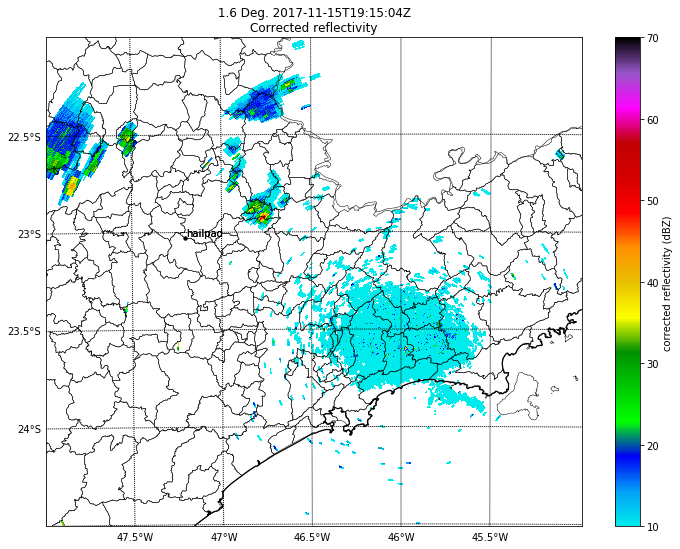 1.6 Deg. 2017-11-15T19:15:04Z
Corrected reflectivity
70
60
50
40
30
20
10
corrected reflectivity (dBZ)
22.5°S
23°S
23.5°S
24°S
hailpad
47.5°W
47°W
46.5°W
46°W
45.5°W